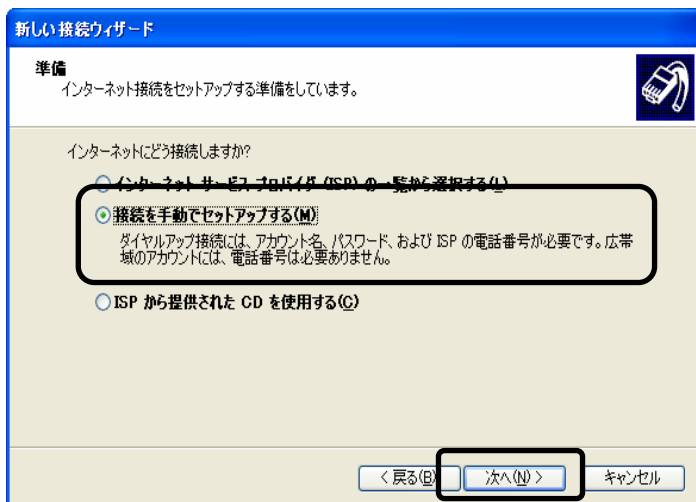 新しい接続ウィザード
準備
インターネット接続をセットアップする準備をしています。
インターネットにどう接続しますか?
インターネット サービス プロバイダ (ISP) の一覧から選択する(L)
接続を手動でセットアップする(M)
ダイヤルアップ接続には、アカウント名、パスワード、および ISP の電話番号が必要です。広帯
域のアカウントには、電話番号は必要ありません。
ISP から提供された CD を使用する(C)
< 戻る(B) 次へ(N) > キャンセル